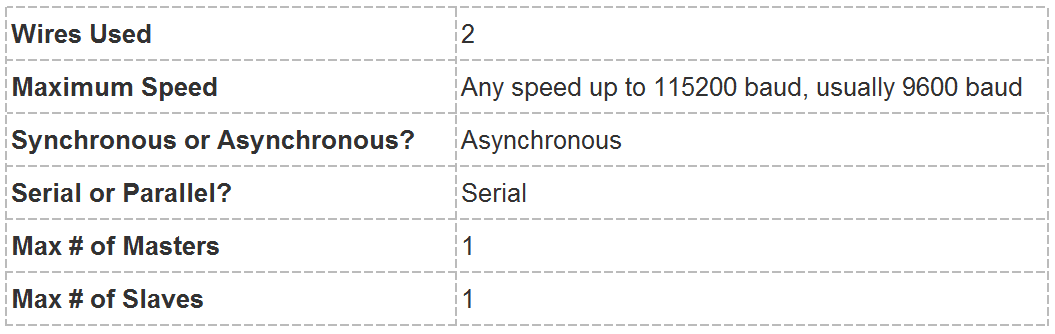 Wires Used 2
Maximum Speed Any speed up to 115200 baud, usually 9600 baud
Synchronous or Asynchronous? Asynchronous
Serial or Parallel? Serial
Max # of Masters 1
Max # of Slaves 1